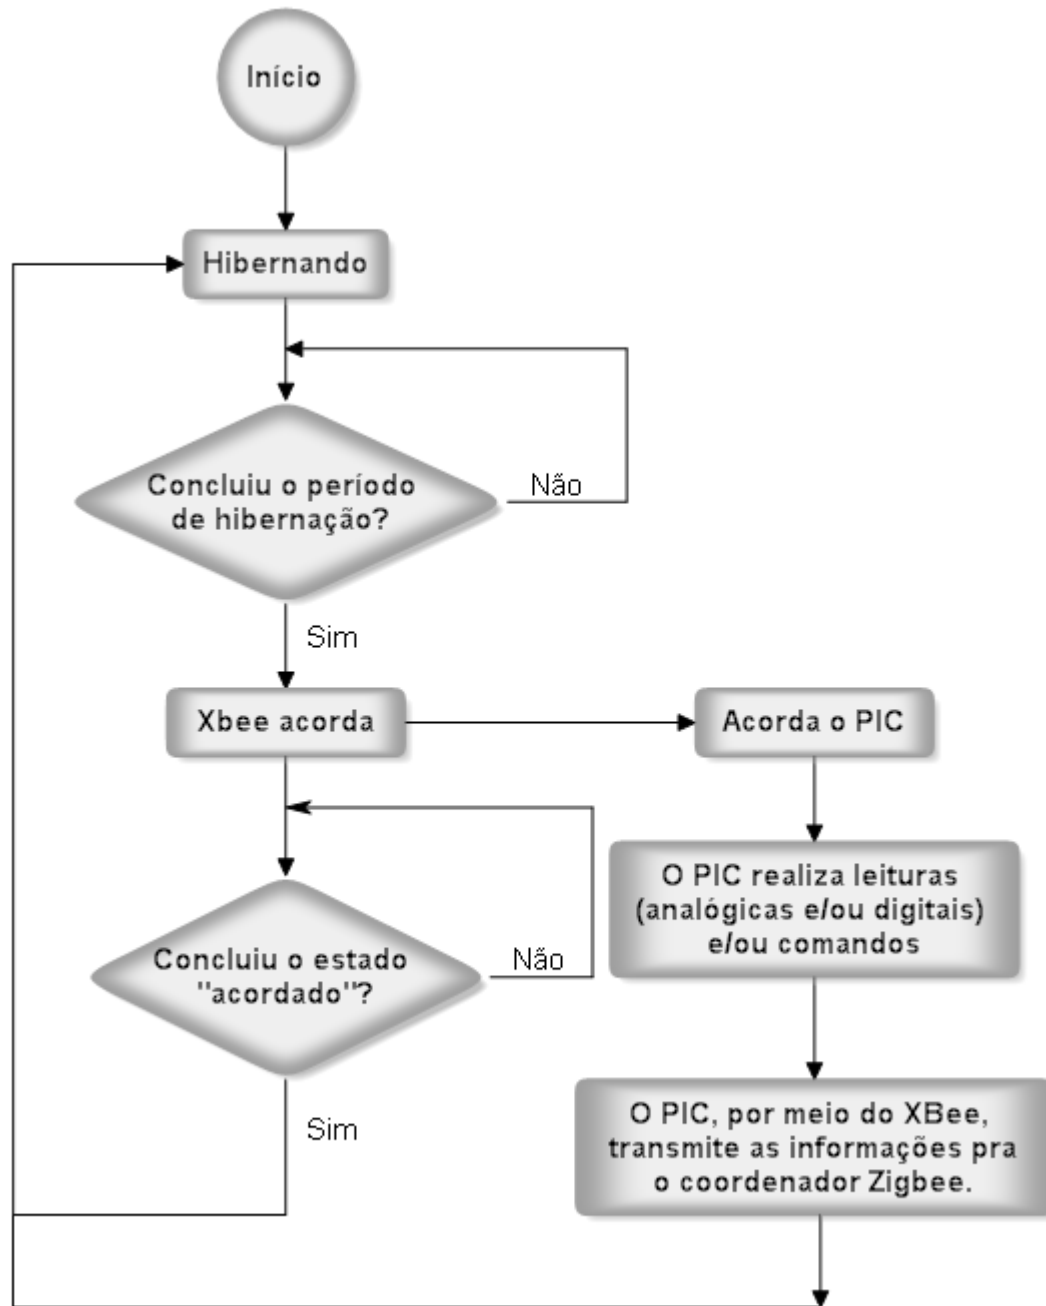 Início
Hibernando
Concluiu o período
de hibernação?
Não
Sim
Xbee acorda
Acorda o PIC
O PIC realiza leituras
(analógicas e/ou digitais)
e/ou comandos
Concluiu o estado
"acordado"?
Não
Sim
O PIC, por meio do XBee,
transmite as informações pra
o coordenador Zigbee.